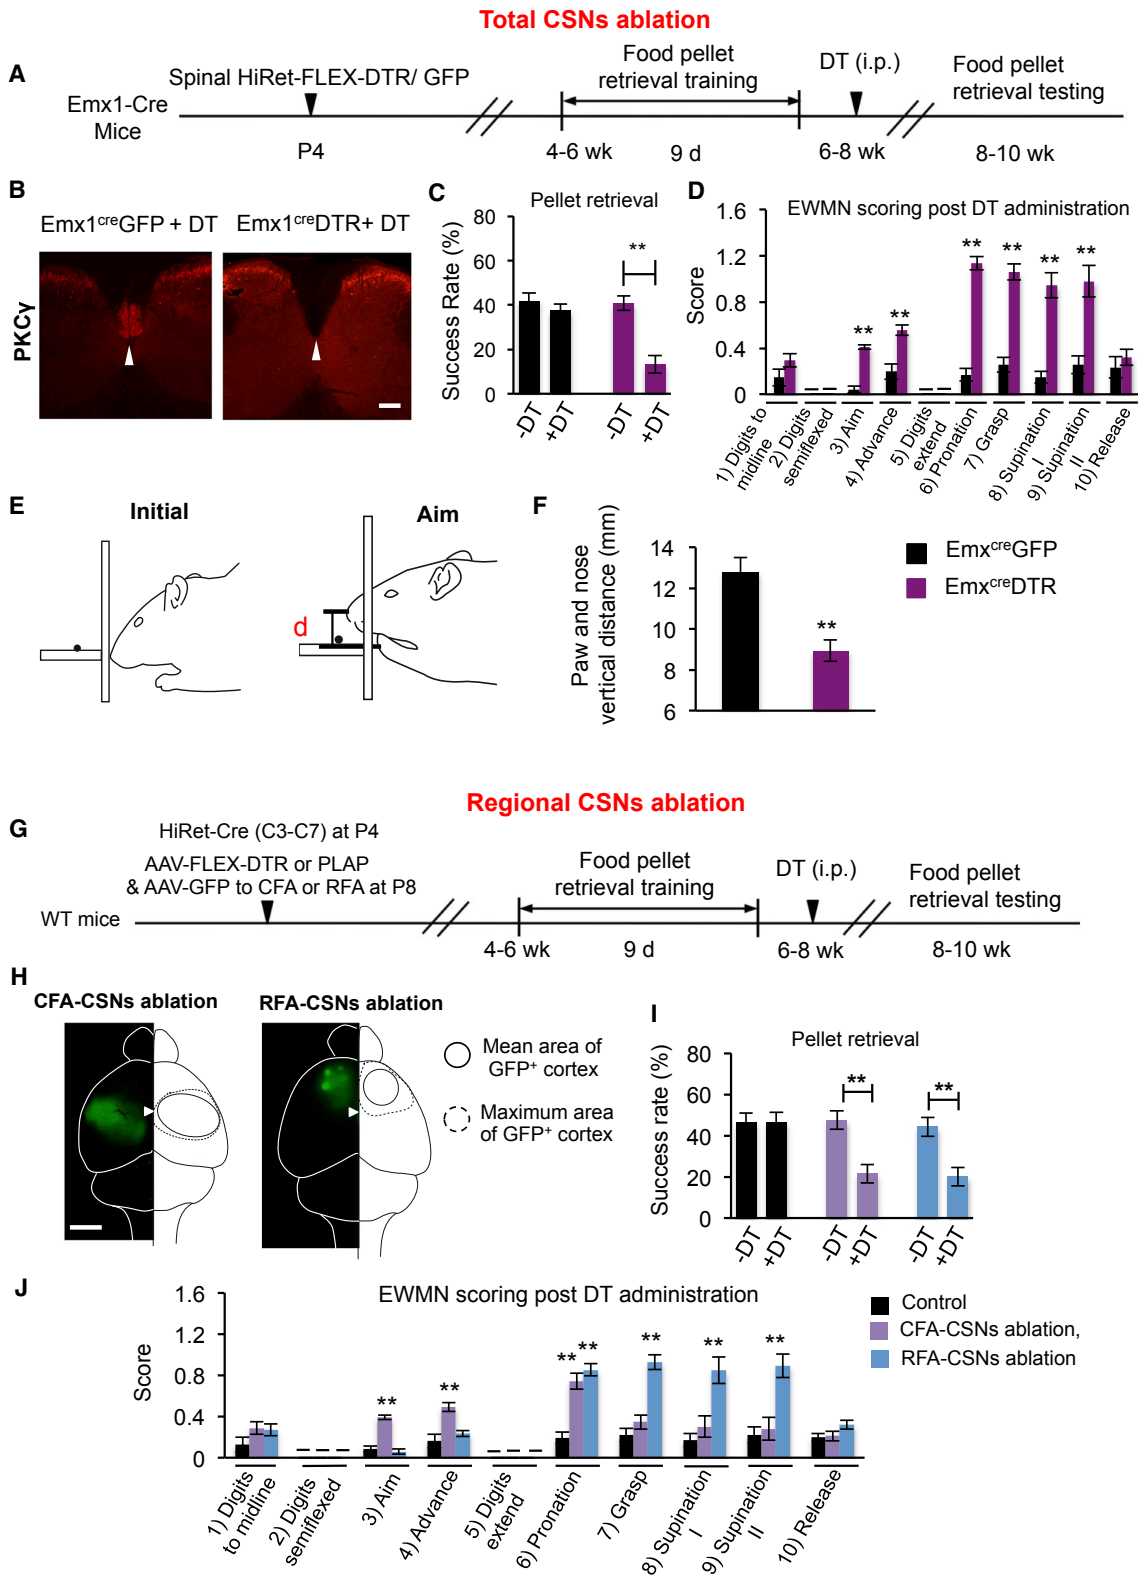 Total CSNs ablation
A
Spinal HiRet-FLEX-DTR/ GFP
Food pellet
retrieval training
DT (i.p.)
Food pellet
retrieval testing
Emx1-Cre
Mice
P4
4-6 wk
9 d
6-8 wk
8-10 wk
B
Emx1creGFP + DT
Emx1creDTR+ DT
PKCγ
C
Pellet retrieval
Success Rate (%)
80
60
40
20
0
**
-DT
+DT
-DT
+DT
D
EWMN scoring post DT administration
Score
1.6
1.2
0.8
0.4
0
**
**
**
**
**
**
1) Digits to
midline
2) Digits
semiflexed
3) Aim
4) Advance
5) Digits
extend
6) Pronation
7) Grasp
8) Supination
I
9) Supination
II
10) Release
E
Initial
Aim
d
F
Paw and nose
vertical distance (mm)
14
12
10
8
6
**
EmxcreGFP
EmxcreDTR
Regional CSNs ablation
G
HiRet-Cre (C3-C7) at P4
AAV-FLEX-DTR or PLAP
& AAV-GFP to CFA or RFA at P8
Food pellet
retrieval training
DT (i.p.)
Food pellet
retrieval testing
WT mice
4-6 wk
9 d
6-8 wk
8-10 wk
H
CFA-CSNs ablation
RFA-CSNs ablation
Mean area of
GFP+ cortex
Maximum area
of GFP+ cortex
I
Pellet retrieval
Success rate (%)
80
60
40
20
0
**
**
-DT
+DT
-DT
+DT
-DT
+DT
J
EWMN scoring post DT administration
Score
1.6
1.2
0.8
0.4
0
**
**
**
**
**
**
**
Control
CFA-CSNs ablation,
RFA-CSNs ablation
1) Digits
to midline
2) Digits
semiflexed
3) Aim
4) Advance
5) Digits
extend
6) Pronation
7) Grasp
8) Supination
I
9) Supination
II
10) Release